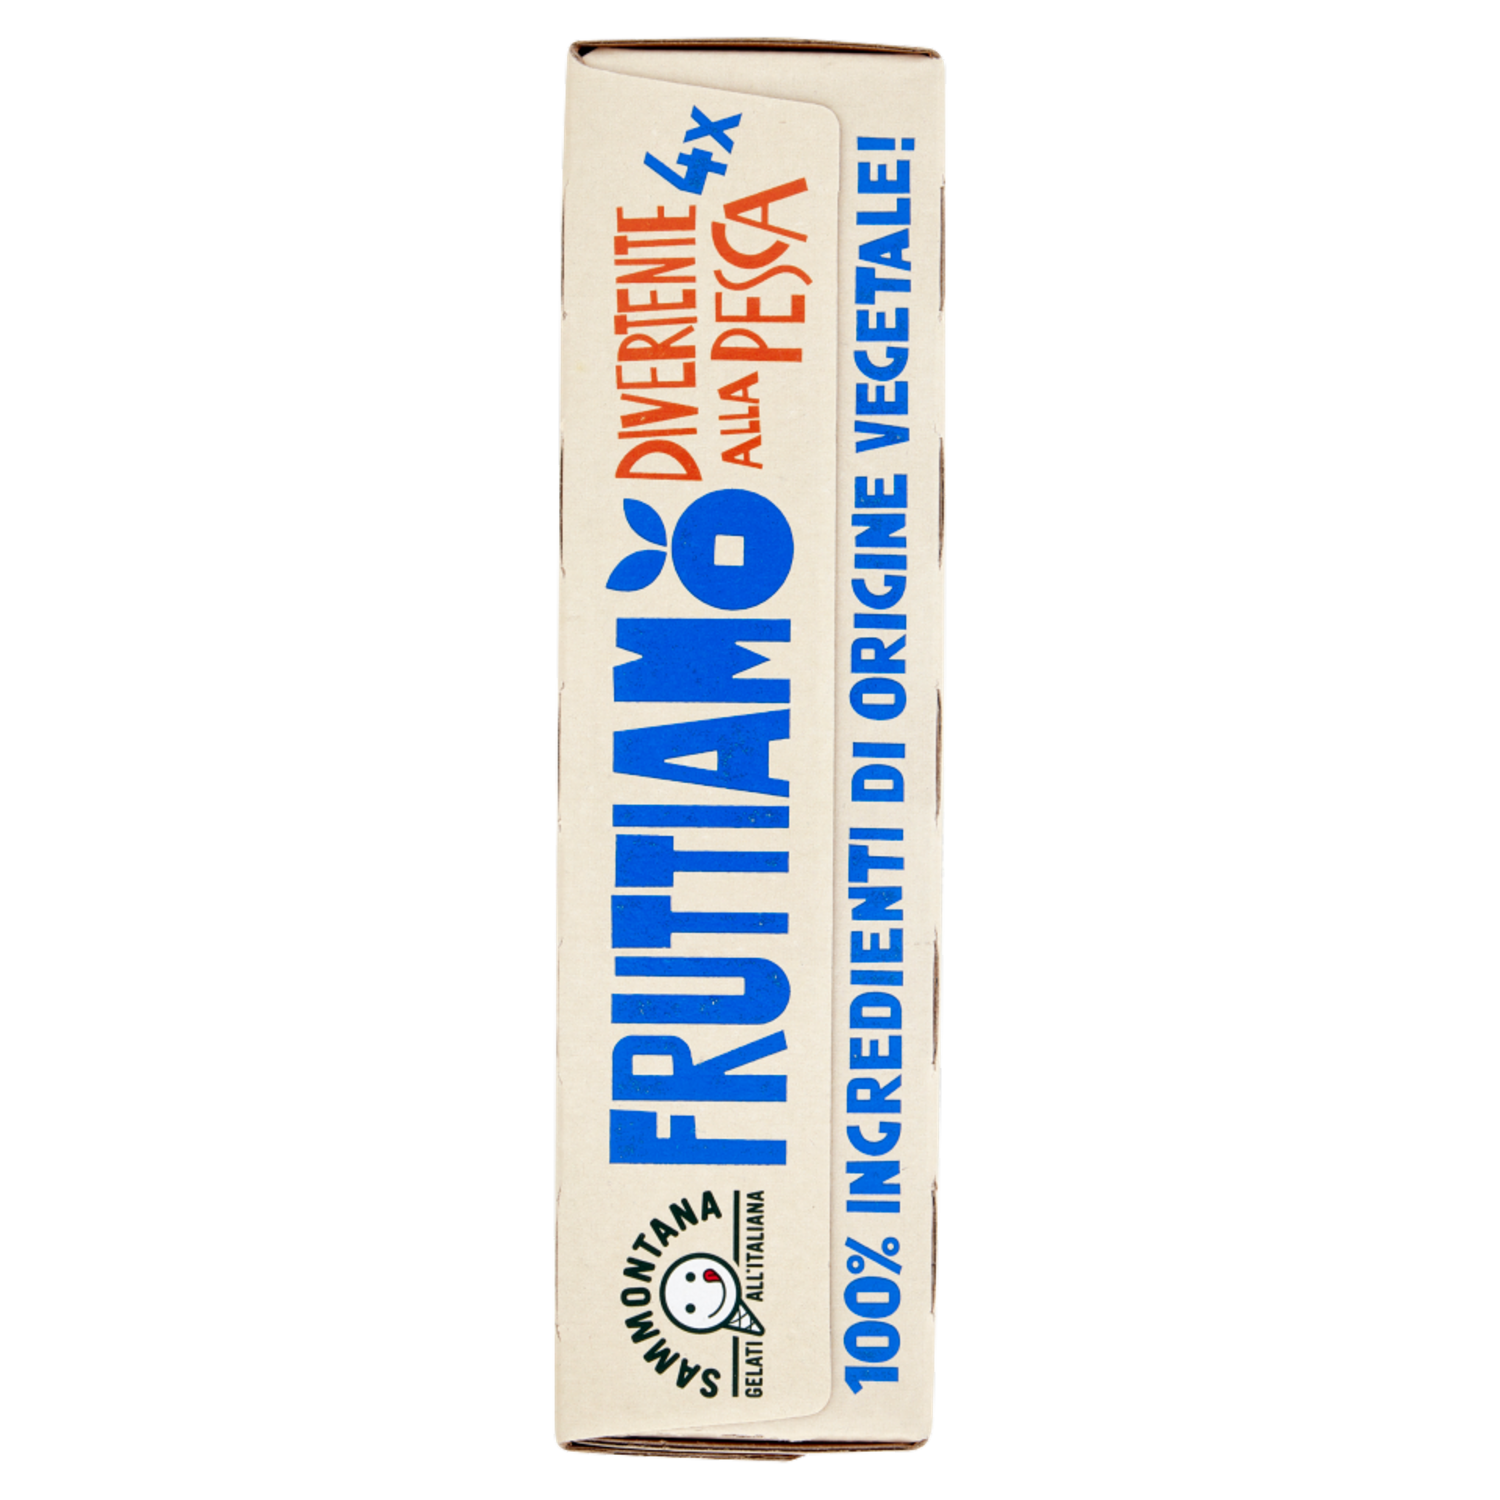 SAMMONTANA
GELATI ALL'ITALIANA
FRUTTIAMO
DIVERTENTE
ALLA PESCA
4x
100% INGREDIENTI DI ORIGINE VEGETALE!